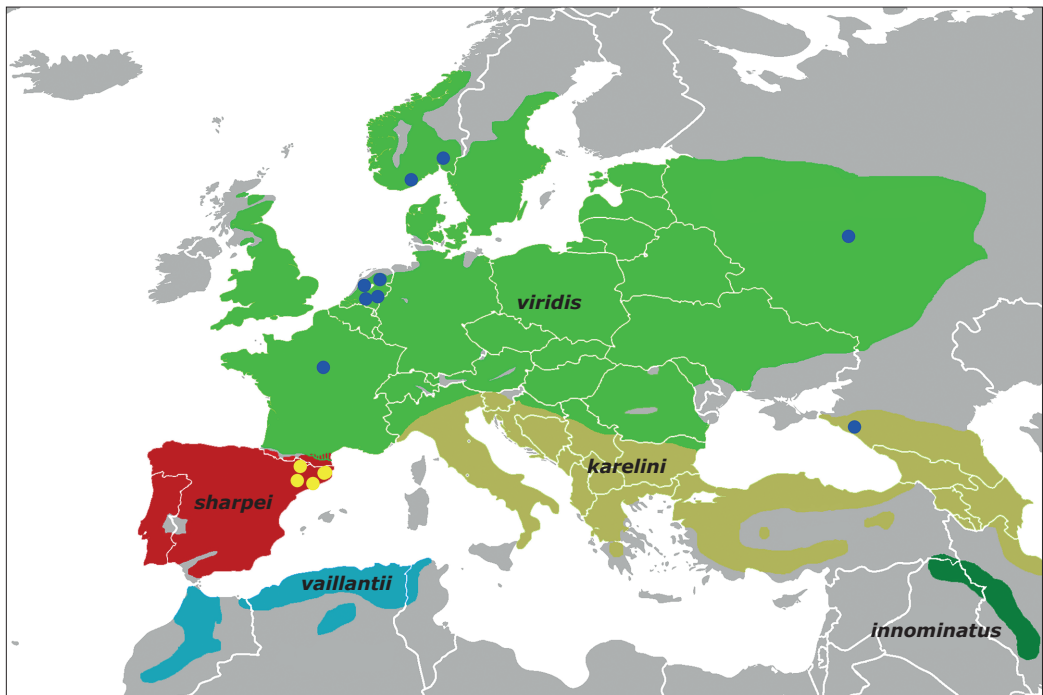 viridis
karelini
sharpei
vaillantii
innominatus